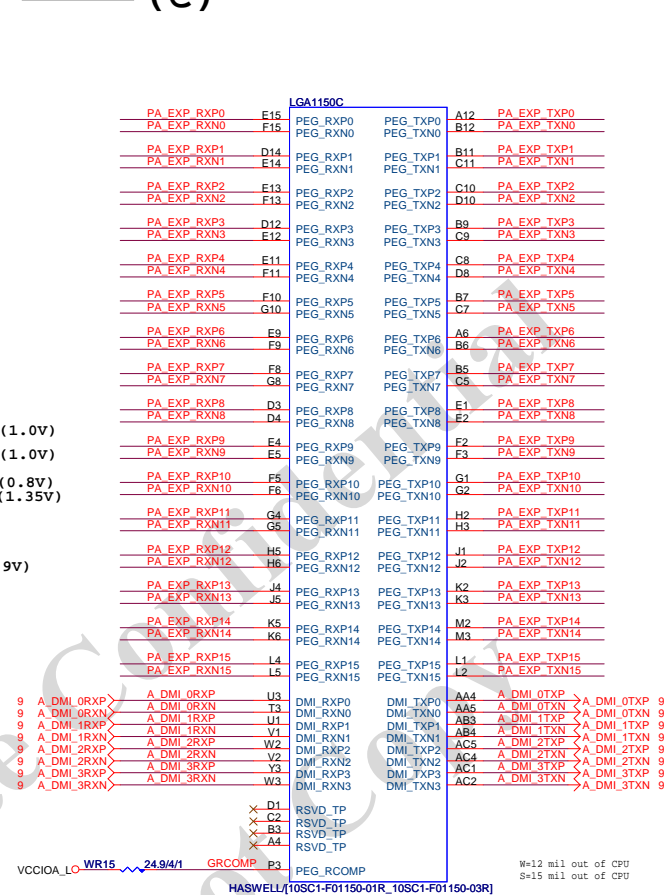 (C)
LGA1150C
PA_EXP_RXP0 E15 PEG_RXP0 PEG_TXP0 A12 PA_EXP_TXP0
PA_EXP_RXN0 F15 PEG_RXN0 PEG_TXN0 B12 PA_EXP_TXN0
PA_EXP_RXP1 D14 PEG_RXP1 PEG_TXP1 B11 PA_EXP_TXP1
PA_EXP_RXN1 E14 PEG_RXN1 PEG_TXN1 C11 PA_EXP_TXN1
PA_EXP_RXP2 E13 PEG_RXP2 PEG_TXP2 C10 PA_EXP_TXP2
PA_EXP_RXN2 F13 PEG_RXN2 PEG_TXN2 D10 PA_EXP_TXN2
PA_EXP_RXP3 D12 PEG_RXP3 PEG_TXP3 B9 PA_EXP_TXP3
PA_EXP_RXN3 E12 PEG_RXN3 PEG_TXN3 C9 PA_EXP_TXN3
PA_EXP_RXP4 E11 PEG_RXP4 PEG_TXP4 C8 PA_EXP_TXP4
PA_EXP_RXN4 F11 PEG_RXN4 PEG_TXN4 D8 PA_EXP_TXN4
PA_EXP_RXP5 F10 PEG_RXP5 PEG_TXP5 B7 PA_EXP_TXP5
PA_EXP_RXN5 G10 PEG_RXN5 PEG_TXN5 C7 PA_EXP_TXN5
PA_EXP_RXP6 E9 PEG_RXP6 PEG_TXP6 A6 PA_EXP_TXP6
PA_EXP_RXN6 F9 PEG_RXN6 PEG_TXN6 B6 PA_EXP_TXN6
PA_EXP_RXP7 F8 PEG_RXP7 PEG_TXP7 B5 PA_EXP_TXP7
PA_EXP_RXN7 G8 PEG_RXN7 PEG_TXN7 C5 PA_EXP_TXN7
PA_EXP_RXP8 D3 PEG_RXP8 PEG_TXP8 E1 PA_EXP_TXP8
PA_EXP_RXN8 D4 PEG_RXN8 PEG_TXN8 E2 PA_EXP_TXN8
(1.0V)
PA_EXP_RXP9 E4 PEG_RXP9 PEG_TXP9 F2 PA_EXP_TXP9
PA_EXP_RXN9 E5 PEG_RXN9 PEG_TXN9 F3 PA_EXP_TXN9
(1.0V)
PA_EXP_RXP10 F5 PEG_RXP10 PEG_TXP10 G1 PA_EXP_TXP10
(0.8V)
PA_EXP_RXN10 F6 PEG_RXN10 PEG_TXN10 G2 PA_EXP_TXN10
(1.35V)
PA_EXP_RXP11 G4 PEG_RXP11 PEG_TXP11 H2 PA_EXP_TXP11
PA_EXP_RXN11 G5 PEG_RXN11 PEG_TXN11 H3 PA_EXP_TXN11
PA_EXP_RXP12 H5 PEG_RXP12 PEG_TXP12 J1 PA_EXP_TXP12
PA_EXP_RXN12 H6 PEG_RXN12 PEG_TXN12 J2 PA_EXP_TXN12
9V)
PA_EXP_RXP13 J4 PEG_RXP13 PEG_TXP13 K2 PA_EXP_TXP13
PA_EXP_RXN13 J5 PEG_RXN13 PEG_TXN13 K3 PA_EXP_TXN13
PA_EXP_RXP14 K5 PEG_RXP14 PEG_TXP14 M2 PA_EXP_TXP14
PA_EXP_RXN14 K6 PEG_RXN14 PEG_TXN14 M3 PA_EXP_TXN14
PA_EXP_RXP15 L4 PEG_RXP15 PEG_TXP15 L1 PA_EXP_TXP15
PA_EXP_RXN15 L5 PEG_RXN15 PEG_TXN15 L2 PA_EXP_TXN15
9 A_DMI_0RXP A_DMI_0RXP U3 DMI_RXP0 DMI_TXP0 AA4 A_DMI_0TXP A_DMI_0TXP 9
9 A_DMI_0RXN A_DMI_0RXN T3 DMI_RXN0 DMI_TXN0 AA5 A_DMI_0TXN A_DMI_0TXN 9
9 A_DMI_1RXP A_DMI_1RXP U1 DMI_RXP1 DMI_TXP1 AB3 A_DMI_1TXP A_DMI_1TXP 9
9 A_DMI_1RXN A_DMI_1RXN V1 DMI_RXN1 DMI_TXN1 AB4 A_DMI_1TXN A_DMI_1TXN 9
9 A_DMI_2RXP A_DMI_2RXP W2 DMI_RXP2 DMI_TXP2 AC5 A_DMI_2TXP A_DMI_2TXP 9
9 A_DMI_2RXN A_DMI_2RXN V2 DMI_RXN2 DMI_TXN2 AC4 A_DMI_2TXN A_DMI_2TXN 9
9 A_DMI_3RXP A_DMI_3RXP Y3 DMI_RXP3 DMI_TXP3 AC1 A_DMI_3TXP A_DMI_3TXP 9
9 A_DMI_3RXN A_DMI_3RXN W3 DMI_RXN3 DMI_TXN3 AC2 A_DMI_3TXN A_DMI_3TXN 9
D1 RSVD_TP
C2 RSVD_TP
B3 RSVD_TP
A4 RSVD_TP
VCCIOA_L WR15 24.9/4/1 GRCOMP P3 PEG_RCOMP
W=12 mil out of CPU
S=15 mil out of CPU
HASWELL/[10SC1-F01150-01R_10SC1-F01150-03R]
Confidential
Copy